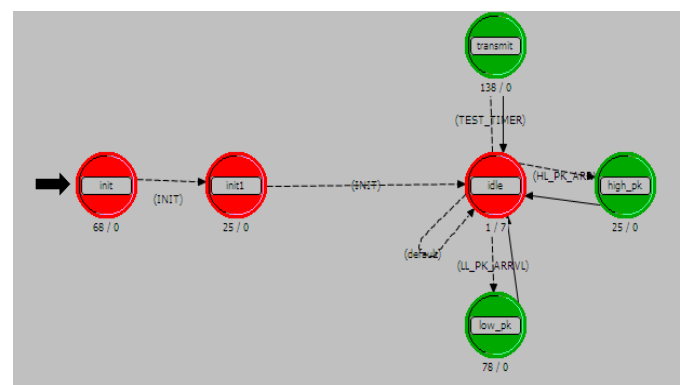 transmit
138 / 0
(TEST_TIMER)
init
(INIT)
68 / 0
init1
25 / 0
(INIT)
idle
1 / 7
(HL_PK_ARR
high_pk
25 / 0
(default)
(LL_PK_ARRVL)
low_pk
78 / 0